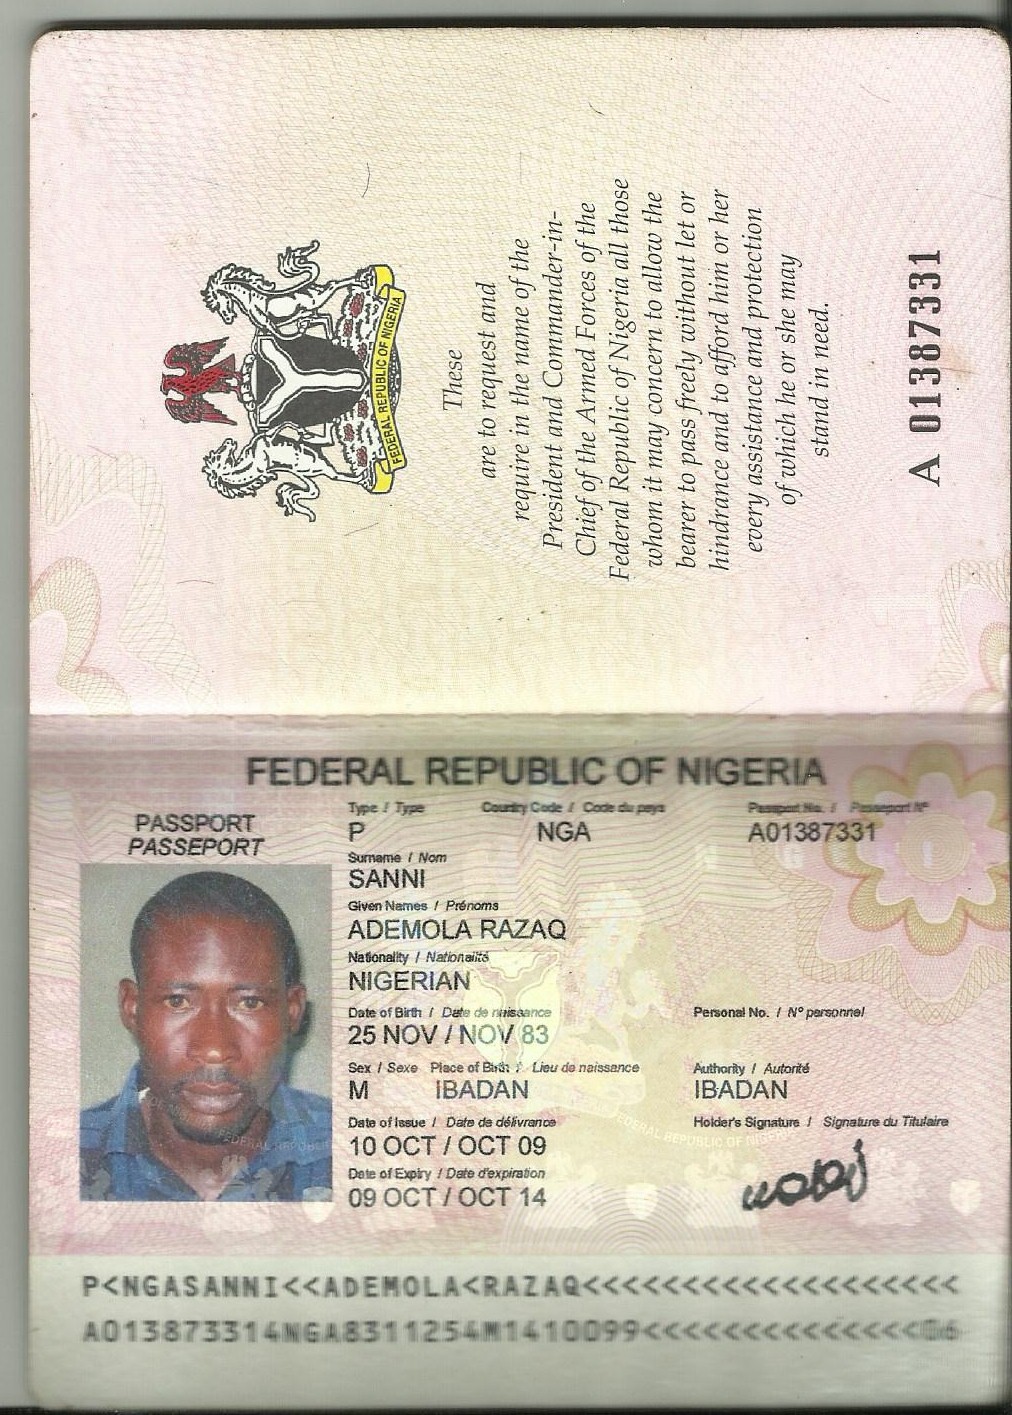 FEDERAL REPUBLIC OF NIGERIA
These
are to request and
require in the name of the
President and Commander-in-
Chief of the Armed Forces of the
Federal Republic of Nigeria all those
whom it may concern to allow the
bearer to pass freely without let or
hindrance and to afford him or her
every assistance and protection
of which he or she may
stand in need.
A 01387331
FEDERAL REPUBLIC OF NIGERIA
PASSPORT
PASSEPORT
Type / Type Country Code / Code du pays Passport No. / Passeport N°
P NGA A01387331
Surname / Nom
SANNI
Given Names / Prénoms
ADEMOLA RAZAQ
Nationality / Nationalité
NIGERIAN
Date of Birth / Date de naissance Personal No. / N° personnel
25 NOV / NOV 83
Sex / Sexe Place of Birth / Lieu de naissance Authority / Autorité
M IBADAN IBADAN
Date of Issue / Date de délivrance Holder's Signature / Signature du Titulaire
10 OCT / OCT 09
Date of Expiry / Date d'expiration
09 OCT / OCT 14
FEDERAL REPUBLIC OF NIGERIA
P<NGASANNI<<ADEMOLA<RAZAQ<<<<<<<<<<<<<<<<<<<
A013873314NGA8311254M1410099<<<<<<<<<<<<<<06